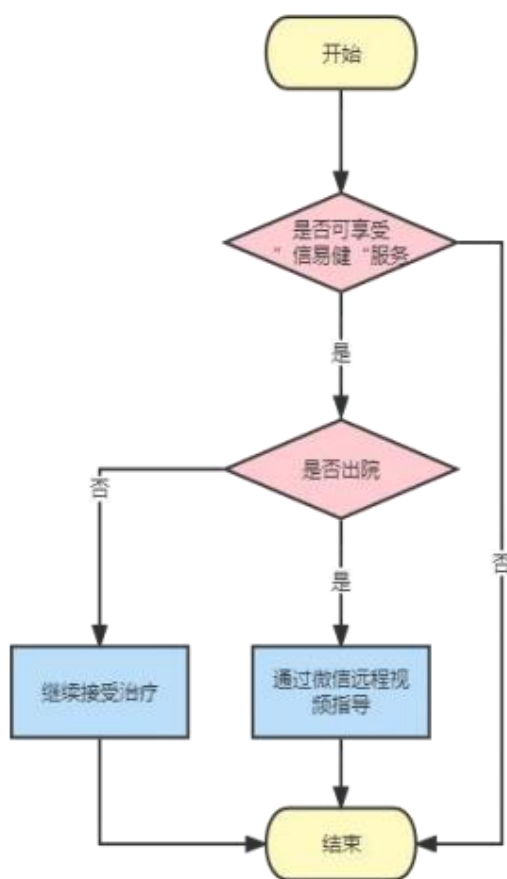 开始
是否可享受
“信易健“服务
是
是否出院
否
否
是
继续接受治疗
通过微信远程视
频指导
结束